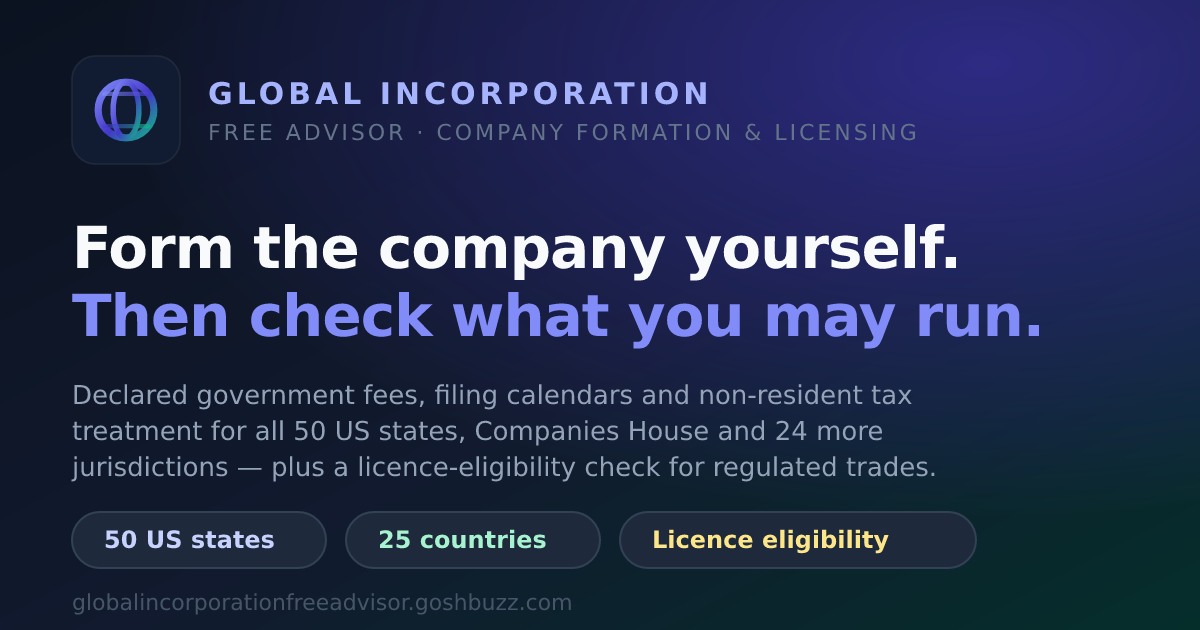 GLOBAL INCORPORATION
FREE ADVISOR · COMPANY FORMATION & LICENSING
Form the company yourself.
Then check what you may run.
Declared government fees, filing calendars and non-resident tax
treatment for all 50 US states, Companies House and 24 more
jurisdictions — plus a licence-eligibility check for regulated trades.
50 US states
25 countries
Licence eligibility
globalincorporationfreeadvisor.goshbuzz.com